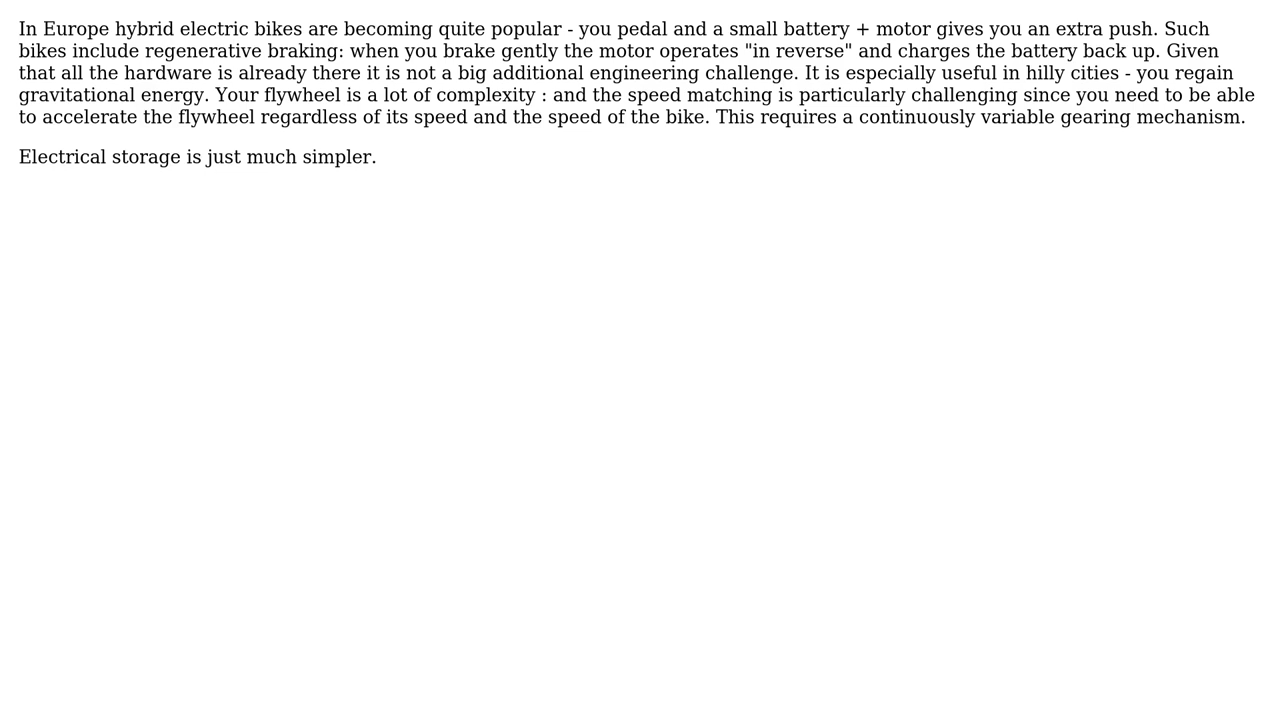 In Europe hybrid electric bikes are becoming quite popular - you pedal and a small battery + motor gives you an extra push. Such
bikes include regenerative braking: when you brake gently the motor operates "in reverse" and charges the battery back up. Given
that all the hardware is already there it is not a big additional engineering challenge. It is especially useful in hilly cities - you regain
gravitational energy. Your flywheel is a lot of complexity : and the speed matching is particularly challenging since you need to be able
to accelerate the flywheel regardless of its speed and the speed of the bike. This requires a continuously variable gearing mechanism.
Electrical storage is just much simpler.